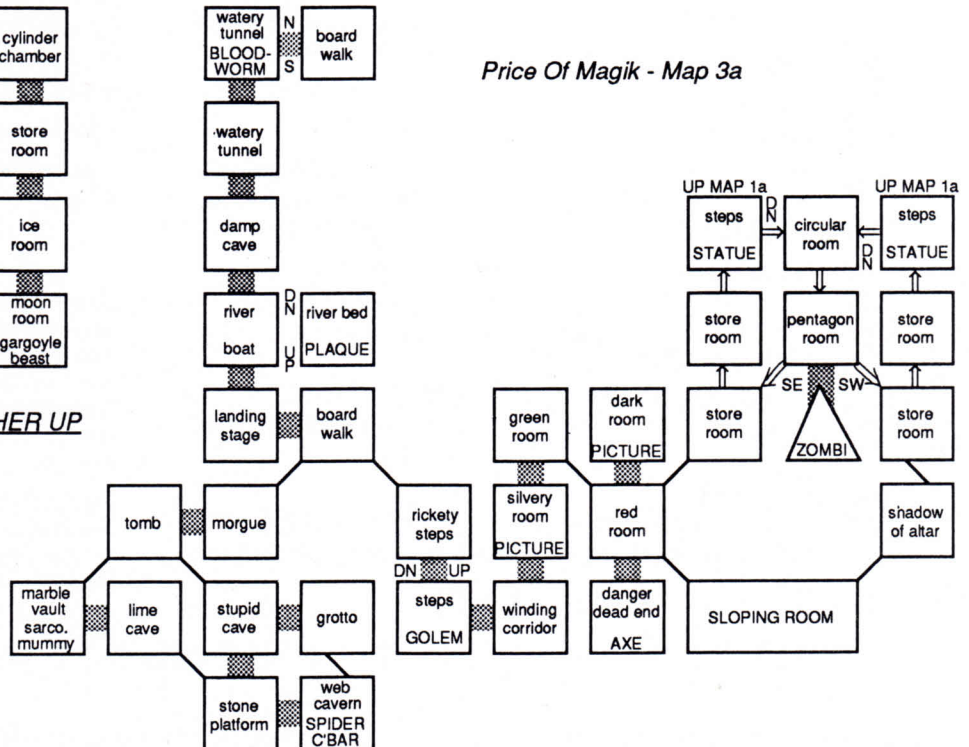 Price Of Magik - Map 3a
cylinder
chamber
store
room
ice
room
moon
room
gargoyle
beast
HER UP
watery
tunnel
BLOOD-
WORM
N
S
board
walk
watery
tunnel
damp
cave
river
boat
DN
UP
river bed
PLAQUE
landing
stage
board
walk
tomb
morgue
rickety
steps
DN
UP
marble
vault
sarco.
mummy
lime
cave
stupid
cave
grotto
steps
GOLEM
winding
corridor
stone
platform
web
cavern
SPIDER
C'BAR
green
room
dark
room
PICTURE
silvery
room
PICTURE
red
room
danger
dead end
AXE
UP MAP 1a
steps
STATUE
DN
circular
room
UP MAP 1a
steps
STATUE
DN
store
room
pentagon
room
store
room
store
room
SE
SW
ZOMBI
store
room
shadow
of altar
SLOPING ROOM